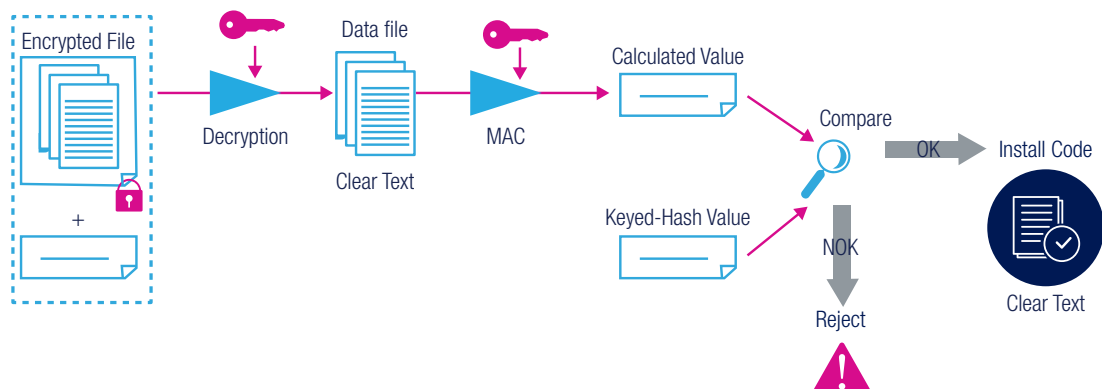 Encrypted File
+
Decryption
Data file
Clear Text
MAC
Calculated Value
Keyed-Hash Value
Compare
OK
NOK
Reject
Install Code
Clear Text